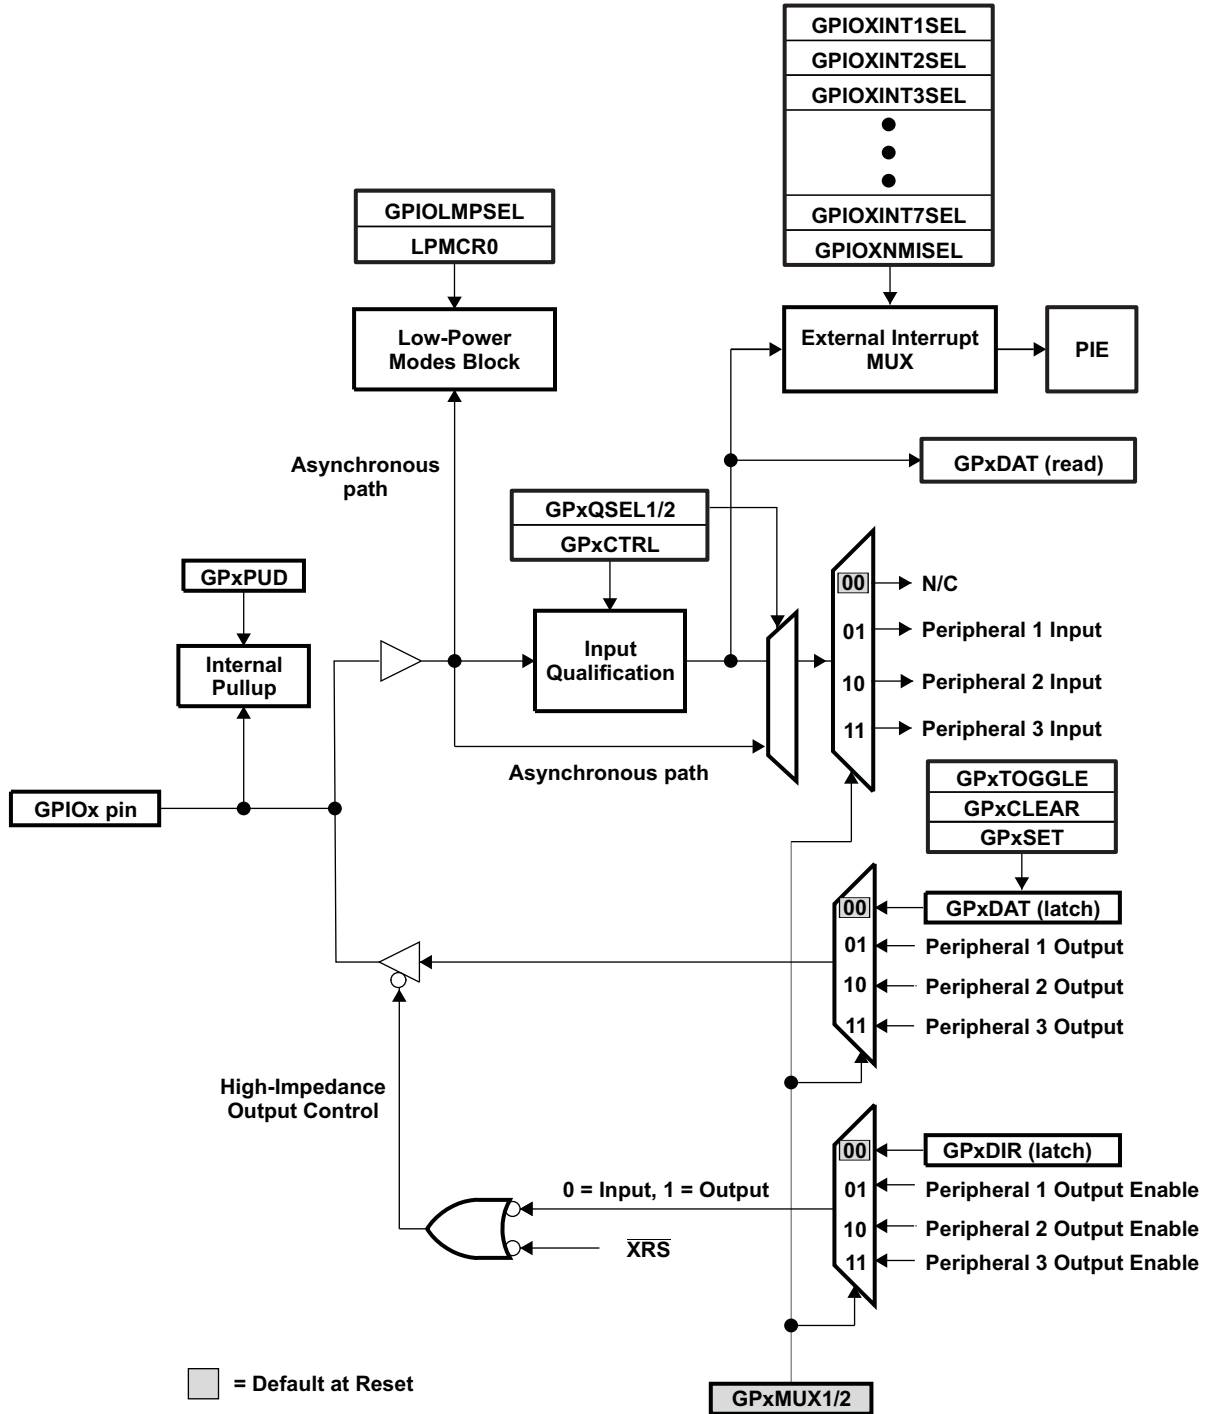 GPIOXINT1SEL
GPIOXINT2SEL
GPIOXINT3SEL
GPIOXINT7SEL
GPIOXNMISEL
GPIOLMPSEL
LPMCR0
Low-Power
Modes Block
External Interrupt
MUX
PIE
Asynchronous
path
GPxDAT (read)
GPxQSEL1/2
GPxCTRL
GPxPUD
Internal
Pullup
Input
Qualification
00
N/C
01
Peripheral 1 Input
10
Peripheral 2 Input
11
Peripheral 3 Input
Asynchronous path
GPIOx pin
GPxTOGGLE
GPxCLEAR
GPxSET
00
GPxDAT (latch)
01
Peripheral 1 Output
10
Peripheral 2 Output
11
Peripheral 3 Output
High-Impedance
Output Control
00
GPxDIR (latch)
0 = Input, 1 = Output
01
Peripheral 1 Output Enable
10
Peripheral 2 Output Enable
XRS
11
Peripheral 3 Output Enable
= Default at Reset
GPxMUX1/2